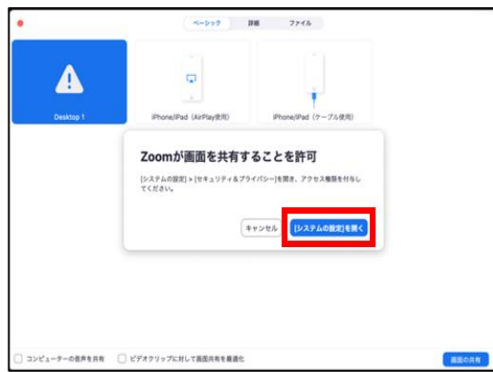 ベーシック 詳細 ファイル
Desktop 1
iPhone/iPad（AirPlay使用）
iPhone/iPad（ケーブル使用）
Zoomが画面を共有することを許可
[システムの設定] > [セキュリティ&プライバシー]を開き、アクセス権限を付与し
てください。
キャンセル [システムの設定]を開く
コンピューターの音声を共有 ビデオクリップに対して画面共有を最適化 画面の共有